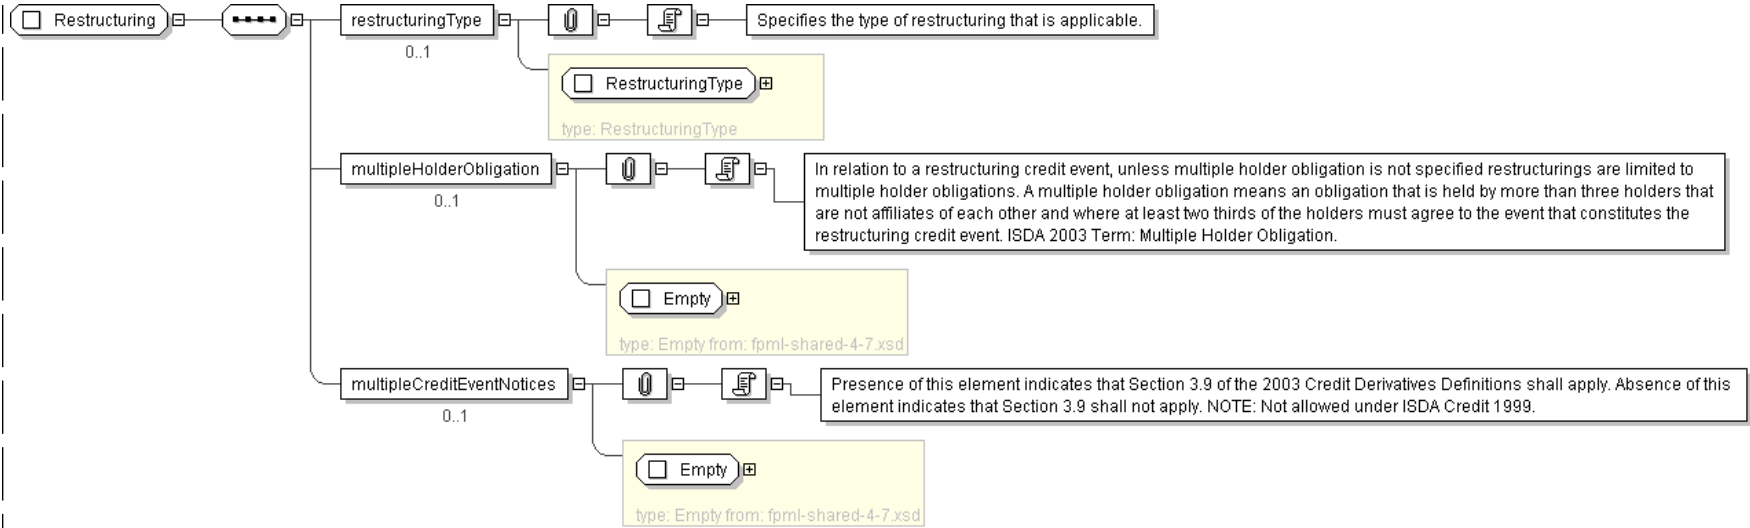 Restructuring
restructuringType
0..1
Specifies the type of restructuring that is applicable.
RestructuringType
type: RestructuringType
multipleHolderObligation
0..1
In relation to a restructuring credit event, unless multiple holder obligation is not specified restructurings are limited to
multiple holder obligations. A multiple holder obligation means an obligation that is held by more than three holders that
are not affiliates of each other and where at least two thirds of the holders must agree to the event that constitutes the
restructuring credit event. ISDA 2003 Term: Multiple Holder Obligation.
Empty
type: Empty from: fpml-shared-4-7.xsd
multipleCreditEventNotices
0..1
Presence of this element indicates that Section 3.9 of the 2003 Credit Derivatives Definitions shall apply. Absence of this
element indicates that Section 3.9 shall not apply. NOTE: Not allowed under ISDA Credit 1999.
Empty
type: Empty from: fpml-shared-4-7.xsd